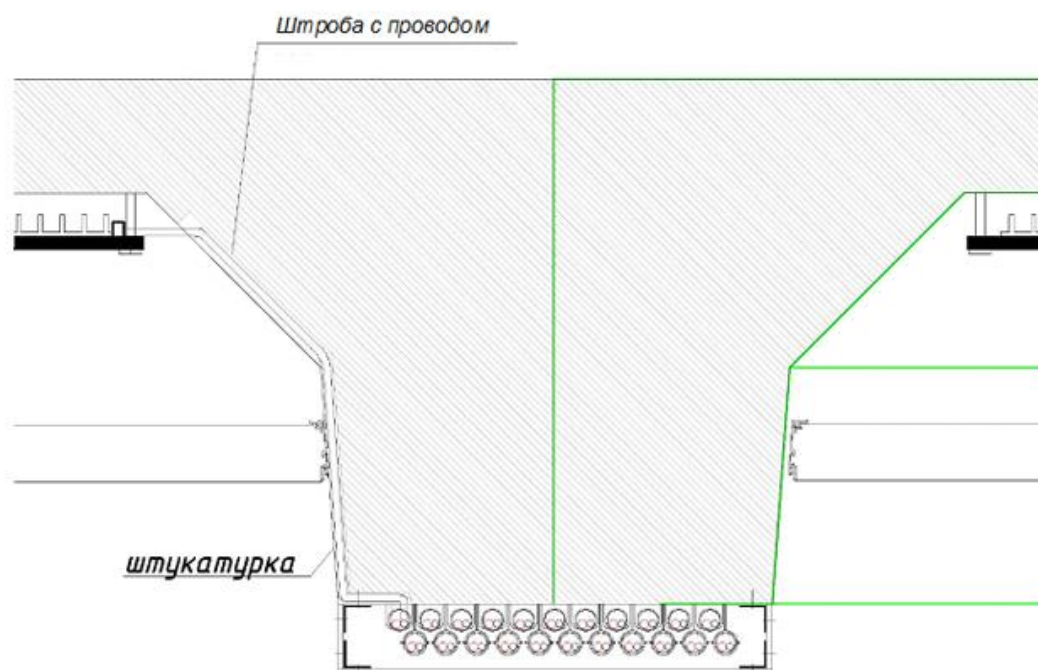 Штроба с проводом
штукатурка